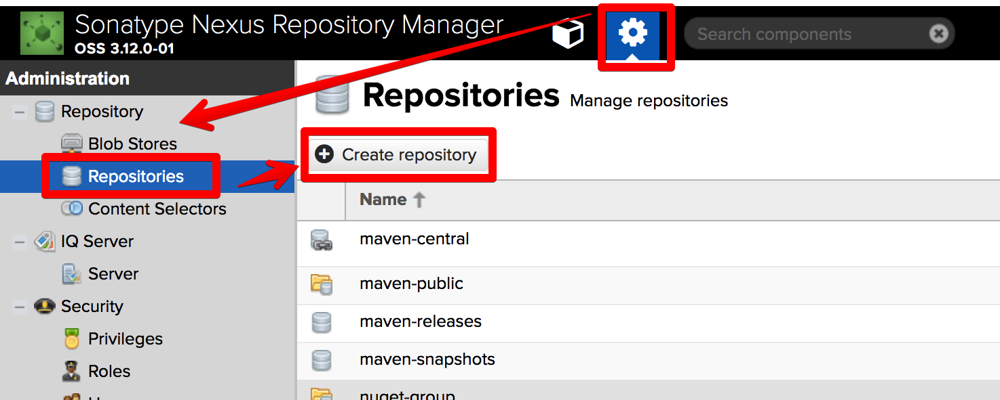 Sonatype Nexus Repository Manager
OSS 3.12.0-01
Search components
Administration
Repository
Blob Stores
Repositories
Content Selectors
IQ Server
Server
Security
Privileges
Roles
Repositories Manage repositories
Create repository
Name
maven-central
maven-public
maven-releases
maven-snapshots
nuget-group